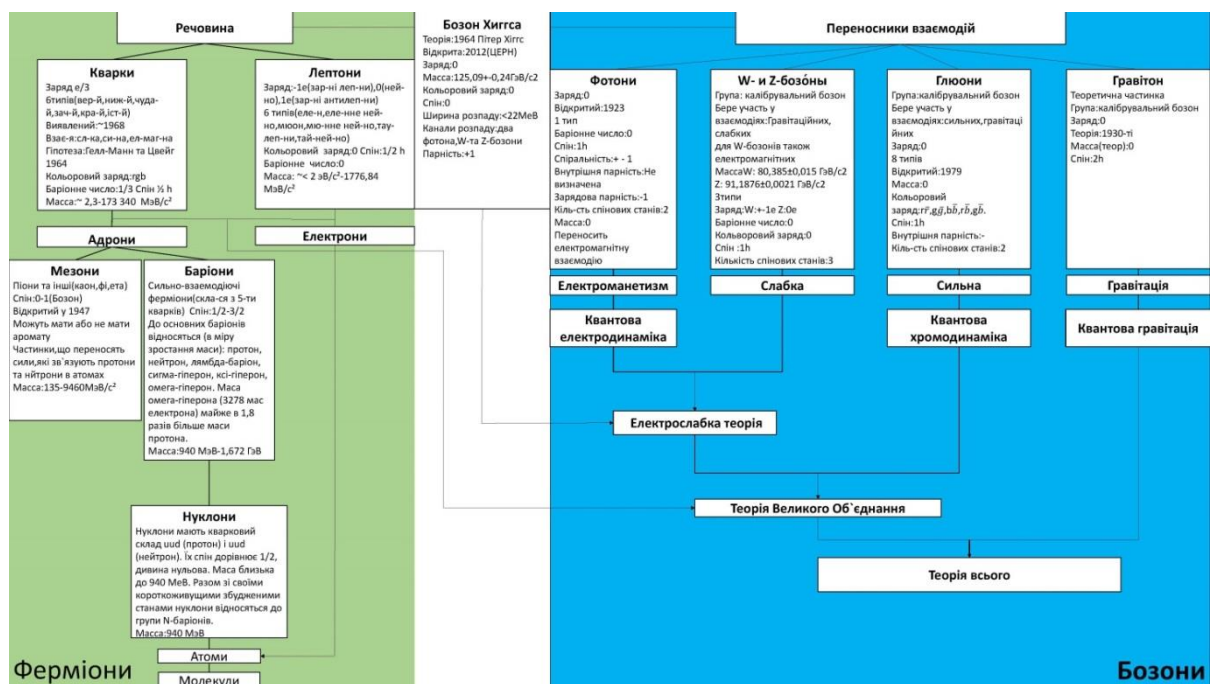 Речовина
Кварки
Заряд е/3
6типів(вер-й,ниж-й,чуда-
й,зач-й,кра-й,іст-й)
Виявлений:~1968
Взає-я:сл-ка,си-на,ел-маг-на
Гіпотеза:Гелл-Манн та Цвейг
1964
Кольоровий заряд:rgb
Баріонне число:1/3 Спін ½ h
Масса:~ 2,3-173 340 МэВ/c²
Лептони
Заряд:-1е(зар-ні леп-ни),0(ней-
но),1е(зар-ні антилеп-ни)
6 типів(еле-н,еле-нне ней-
но,мюон,мю-нне ней-но,тау-
леп-ни,тай-ней-но)
Кольоровий заряд:0 Спін:1/2 h
Баріонне число:0
Масса: ~< 2 эВ/c²-1776,84
МэВ/c²
Адрони
Електрони
Мезони
Піони та інші(каон,фі,ета)
Спін:0-1(Бозон)
Відкритий у 1947
Можуть мати або не мати
аромату
Частинки,що переносять
сили,які зв`язують протони
та нйтрони в атомах
Масса:135-9460МэВ/c²
Баріони
Сильно-взаемодіючі
ферміони(скла-ся з 5-ти
кварків) Спін:1/2-3/2
До основних баріонів
відносяться (в міру
зростання маси): протон,
нейтрон, лямбда-баріон,
сигма-гіперон, ксі-гіперон,
омега-гіперон. Маса
омега-гіперона (3278 мас
електрона) майже в 1,8
разів більше маси
протона.
Масса:940 МэВ-1,672 ГэВ
Нуклони
Нуклони мають кварковий
склад uud (протон) і uud
(нейтрон). Їх спін дорівнює 1/2,
дивина нульова. Маса близька
до 940 МеВ. Разом зі своїми
короткоживущими збудженими
станами нуклони відносяться до
групи N-баріонів.
Масса:940 МэВ
Атоми
Молекули
Ферміони
Бозон Хиггса
Теорія:1964 Пітер Хіггс
Відкрита:2012(ЦЕРН)
Заряд:0
Масса:125,09+-0,24ГэВ/c2
Кольоровий заряд:0
Спін:0
Ширина розпаду:<22МеВ
Канали розпаду:два
фотона,W-та Z-бозони
Парність:+1
Переносники взаємодій
Фотони
Заряд:0
Відкритий:1923
1 тип
Баріонне число:0
Спін:1h
Спіральність:+ - 1
Внутрішня парність:Не
визначена
Зарядова парність:-1
Кіль-сть спінових станів:2
Масса:0
Переносить
електромагнітну
взаємодію
W- и Z-бозо́ны
Група: калібрувальний бозон
Бере участь у
взаємодіях:Гравітаційних,
слабких
для W-бозонів також
електромагнітних
МассаW: 80,385±0,015 ГэВ/c2
Z: 91,1876±0,0021 ГэВ/c2
3типи
Заряд:W:+-1e Z:0e
Баріонне число:0
Кольворовий заряд:0
Спін :1h
Кількість спінових станів:3
Глюони
Група:калібрувальний бозон
Бере участь у
взаємодіях:сильних,гравітаці
йних
Заряд:0
8 типів
Відкритий:1979
Масса:0
Кольоровий
заряд:rr̄,gḡ,bb̄,rb̄,gb̄.
Спін:1h
Внутрішня парність:-
Кіль-сть спінових станів:2
Гравітон
Теоретична частинка
Група:калібрувальний бозон
Заряд:0
Теорія:1930-ті
Масса(теор):0
Спін:2h
Електроманетизм
Слабка
Сильна
Гравітація
Квантова
електродинаміка
Квантова
хромодинаміка
Квантова гравітація
Електрослабка теорія
Теорія Великого Об`єднання
Теорія всього
Бозони